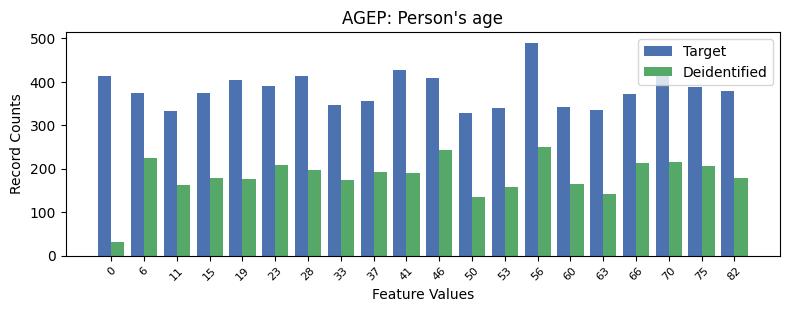 AGEP: Person's age
500
400
300
200
100
0
Record Counts
Target
Deidentified
0 6 11 15 19 23 28 33 37 41 46 50 53 56 60 63 66 70 75 82
Feature Values